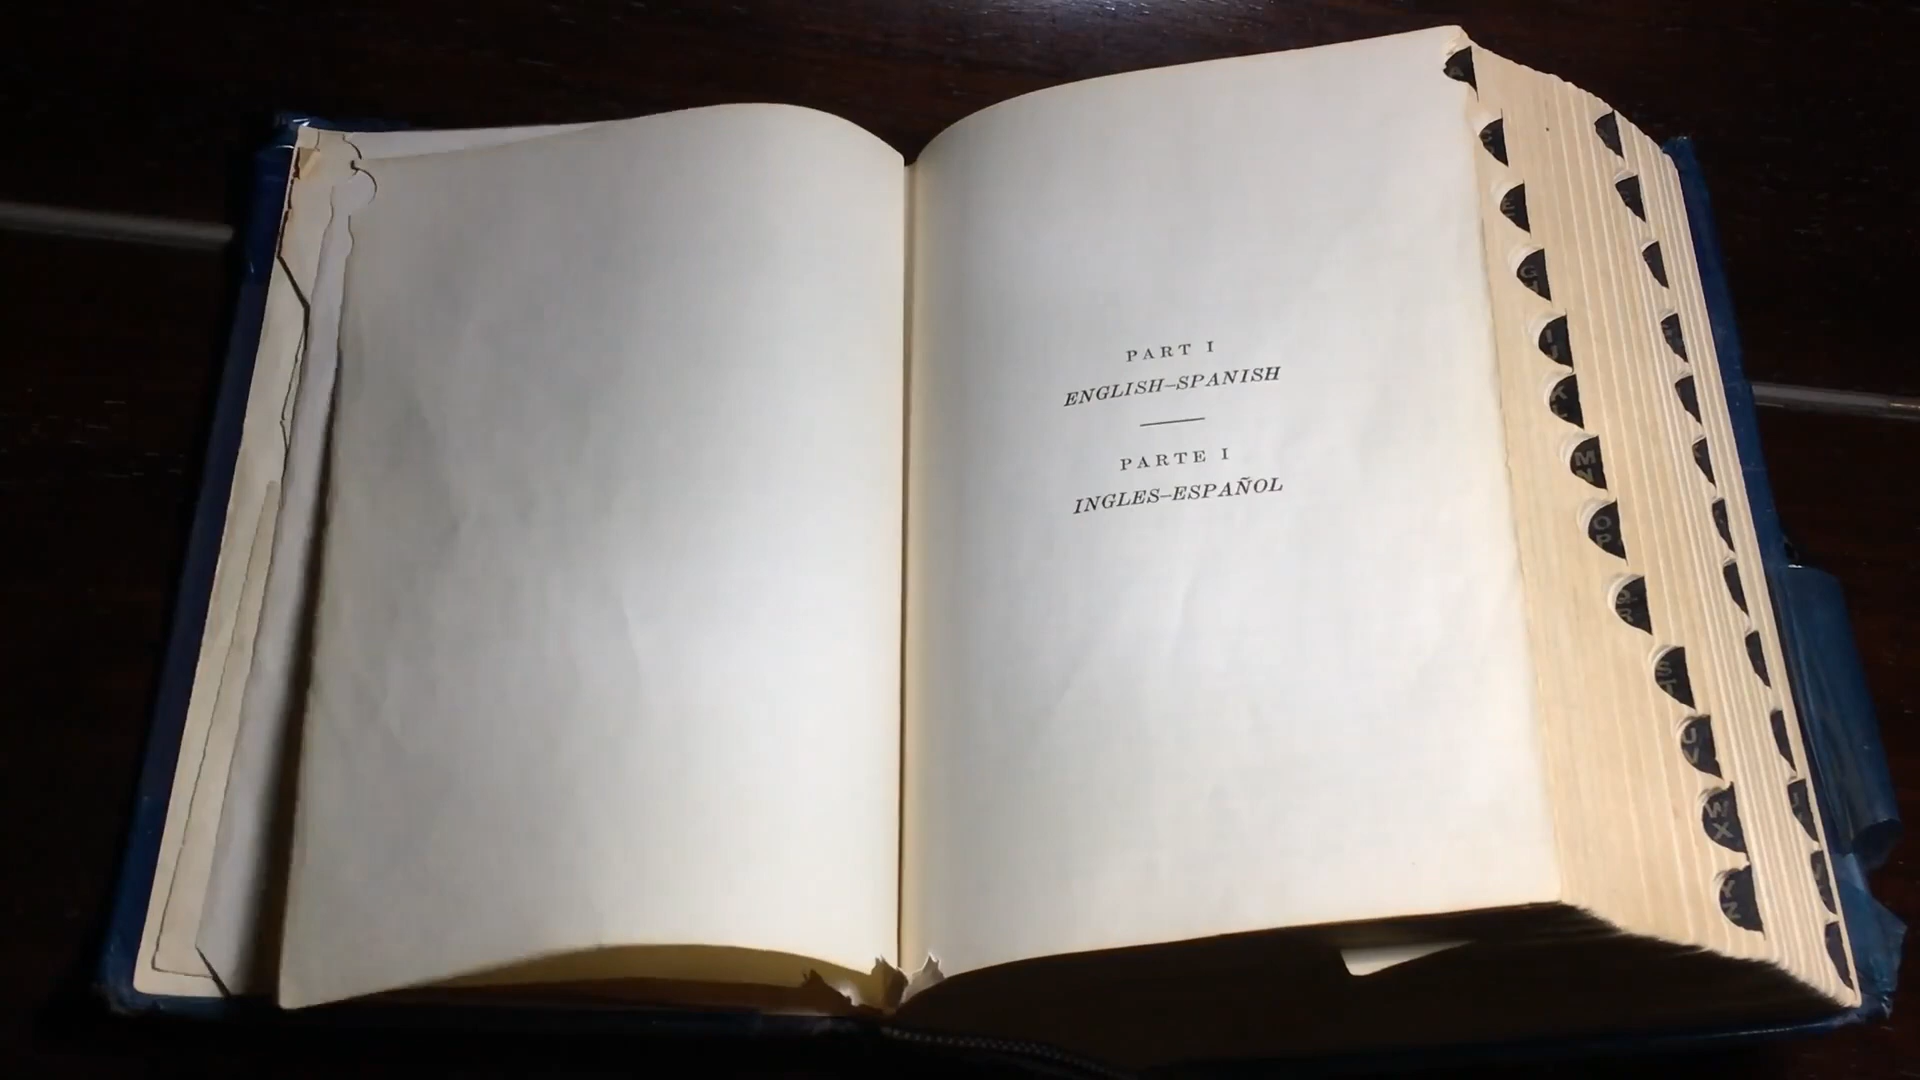 PART I
ENGLISH–SPANISH
PARTE I
INGLES–ESPAÑOL
A
C
E
G
H
I
J
K
L
M
N
O
P
Q
R
S
T
U
V
W
X
Y
Z